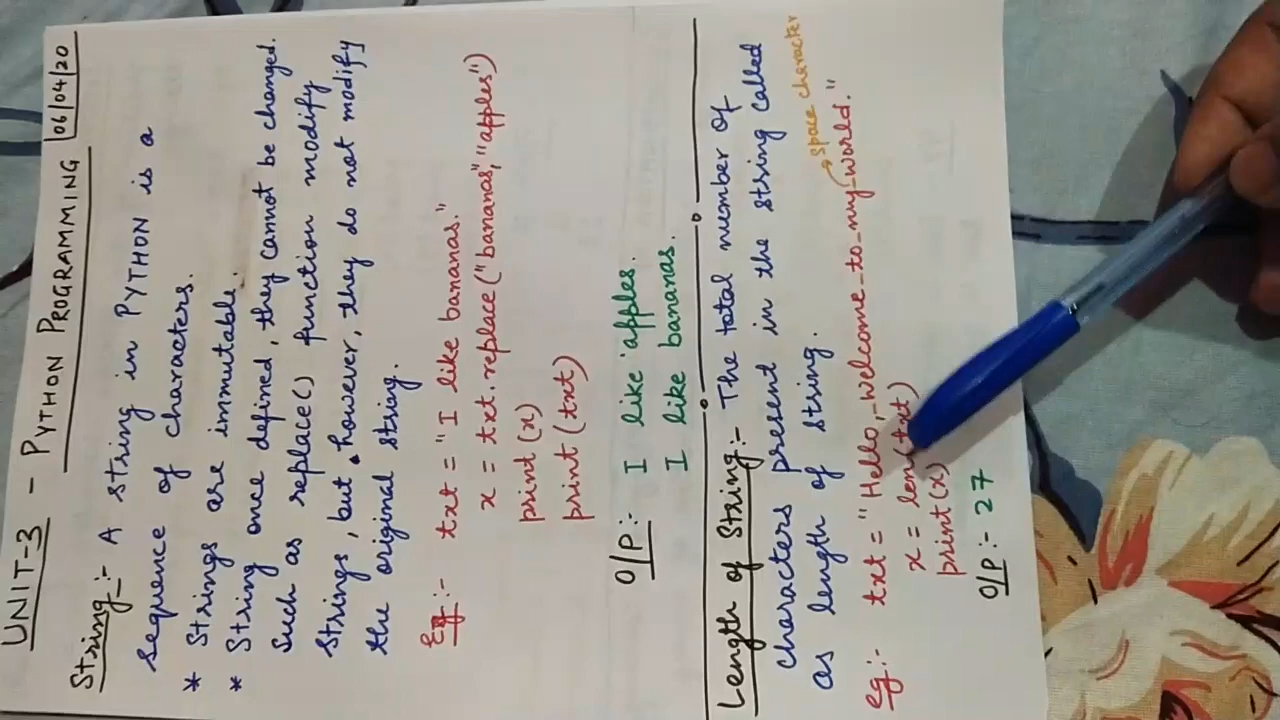 UNIT-3 - PYTHON PROGRAMMING 06/04/20
String :- A string in PYTHON is a
sequence of characters.
* Strings are immutable.
* String once defined, they cannot be changed.
Such as replace() function modify
strings, but however, they do not modify
the original string.
Eg:- txt = "I like bananas."
x = txt.replace("bananas","apples")
print(x)
print(txt)
O/P:- I like apples.
I like bananas.
Length of String:- The total number of
characters present in the string called
as length of string.
space character
eg:- txt = "Hello,_welcome_to_my_world."
x = len(txt)
print(x)
O/P:- 27